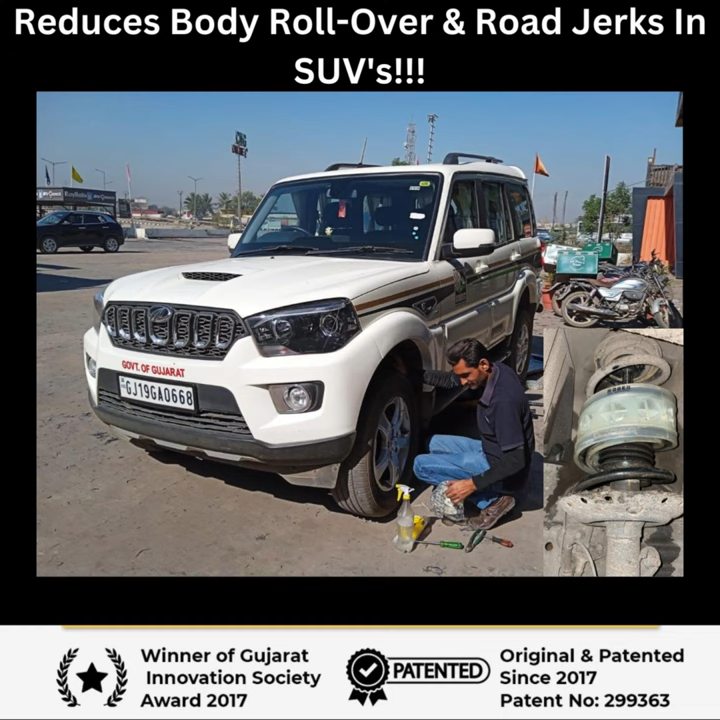 Reduces Body Roll-Over & Road Jerks In
SUV's!!!
GOVT. OF GUJARAT
GJ19GA0668
Winner of Gujarat
Innovation Society
Award 2017
PATENTED
Original & Patented
Since 2017
Patent No: 299363